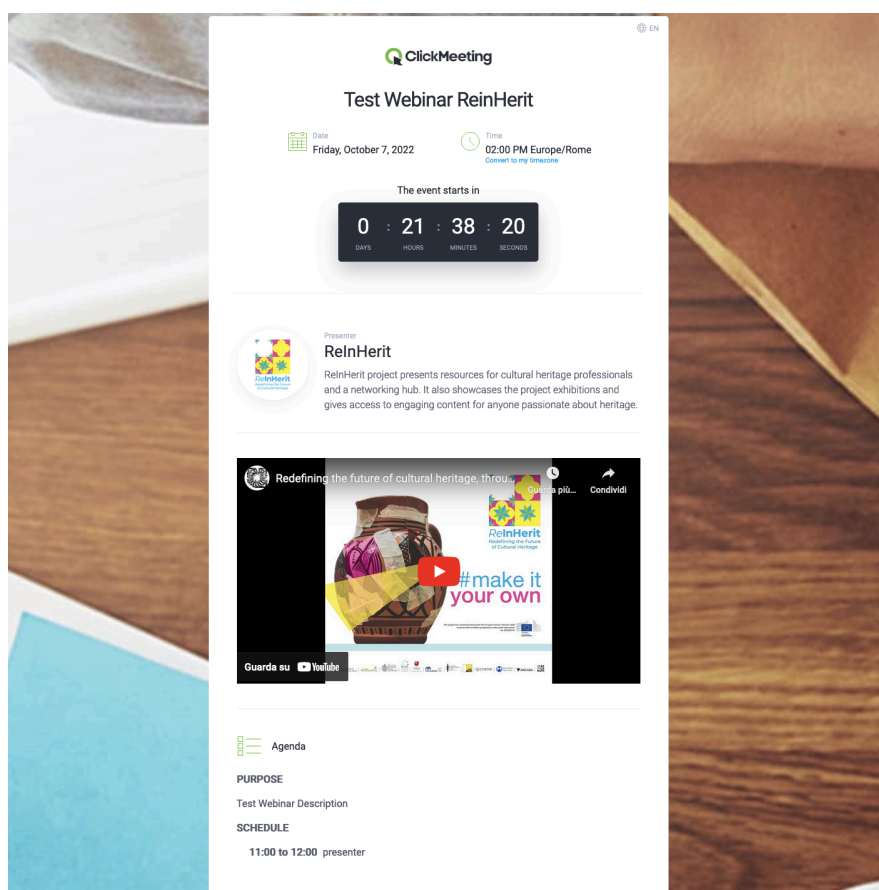 EN
ClickMeeting
Test Webinar ReinHerit
Date
Friday, October 7, 2022
Time
02:00 PM Europe/Rome
Convert to my timezone
The event starts in
0 : 21 : 38 : 20
DAYS HOURS MINUTES SECONDS
Presenter
ReInHerit
ReInHerit
Redefining the Future
of Cultural Heritage
ReInHerit project presents resources for cultural heritage professionals
and a networking hub. It also showcases the project exhibitions and
gives access to engaging content for anyone passionate about heritage.
Redefining the future of cultural heritage, throu...
Guarda più...
Condividi
ReInHerit
Redefining the Future
of Cultural Heritage
#make it
your own
Guarda su YouTube
Agenda
PURPOSE
Test Webinar Description
SCHEDULE
11:00 to 12:00 presenter